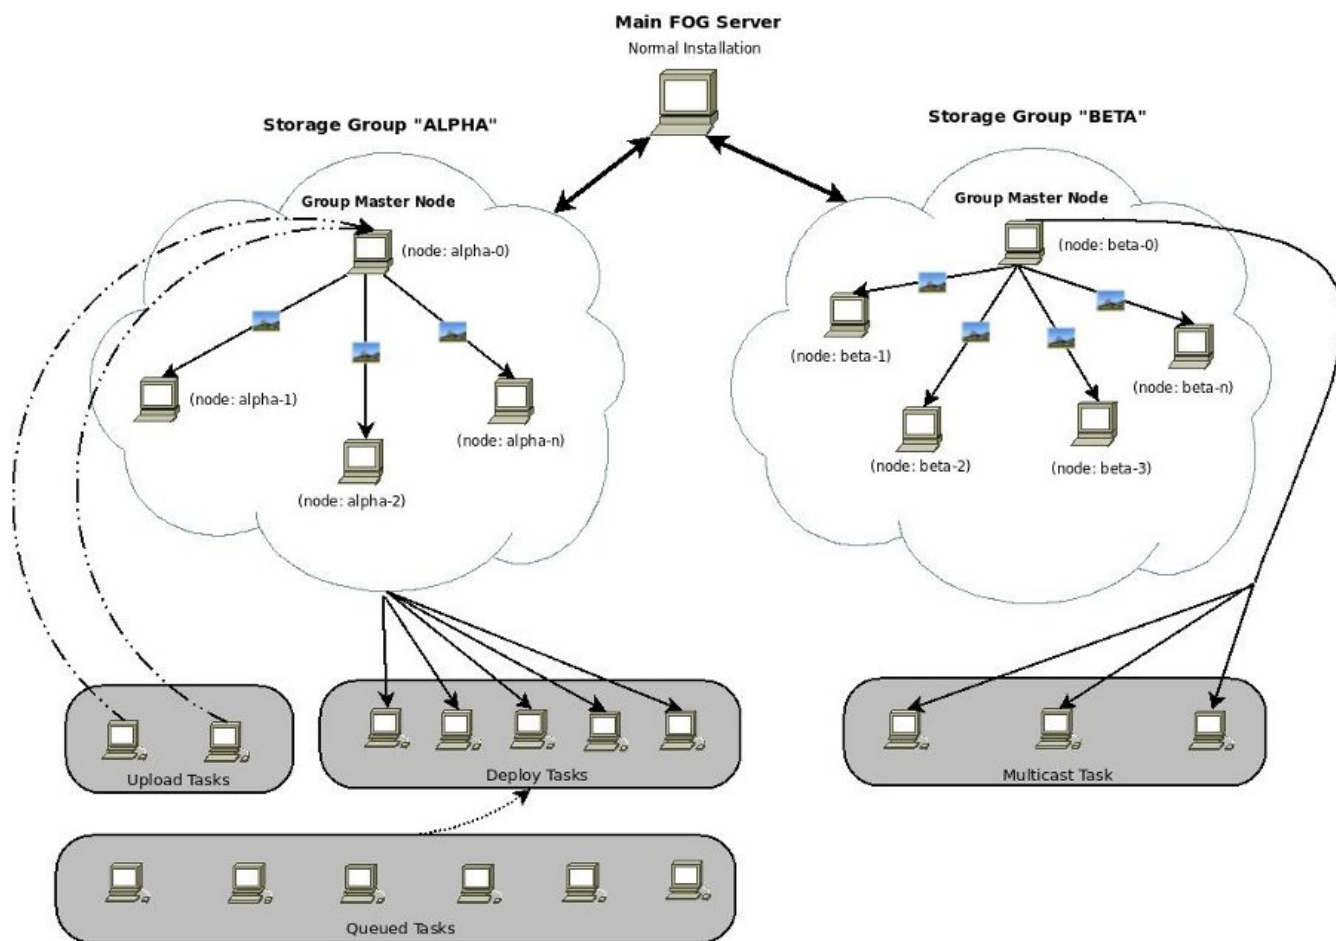 Main FOG Server
Normal Installation
Storage Group "ALPHA"
Storage Group "BETA"
Group Master Node
(node: alpha-0)
(node: alpha-1)
(node: alpha-n)
(node: alpha-2)
Group Master Node
(node: beta-0)
(node: beta-1)
(node: beta-n)
(node: beta-2)
(node: beta-3)
Upload Tasks
Deploy Tasks
Multicast Task
Queued Tasks